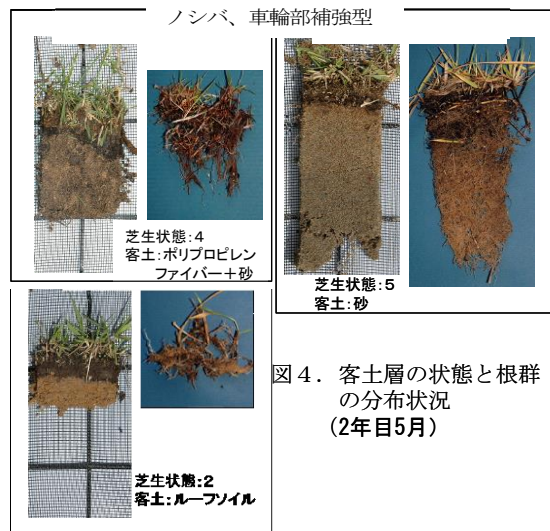 ノシバ、車輪部補強型
芝生状態:4
客土:ポリプロピレン
ファイバー+砂
芝生状態:5
客土:砂
芝生状態:2
客土:ルーフソイル
図4．客土層の状態と根群
の分布状況
(2年目5月)